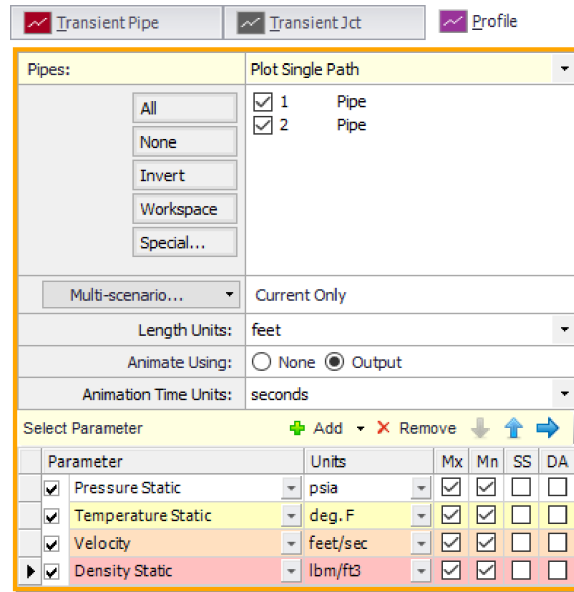 Transient Pipe Transient Jct Profile
Pipes: Plot Single Path
All 1 Pipe
None 2 Pipe
Invert
Workspace
Special...
Multi-scenario... Current Only
Length Units: feet
Animate Using: None Output
Animation Time Units: seconds
Select Parameter Add Remove
Parameter Units Mx Mn SS DA
Pressure Static psia
Temperature Static deg. F
Velocity feet/sec
Density Static lbm/ft3